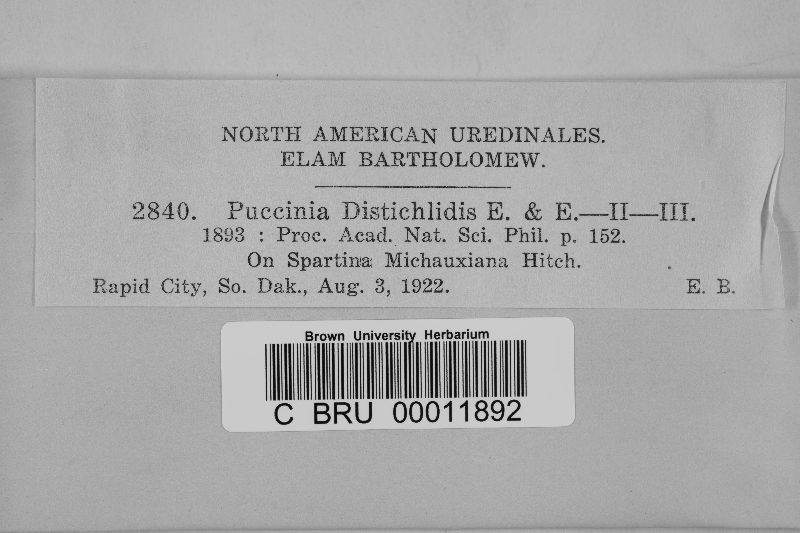 NORTH AMERICAN UREDINALES.
ELAM BARTHOLOMEW.
2840. Puccinia Distichlidis E. & E.—II—III.
1893 : Proc. Acad. Nat. Sci. Phil. p. 152.
On Spartina Michauxiana Hitch.
Rapid City, So. Dak., Aug. 3, 1922. E. B.
Brown University Herbarium
C BRU 00011892